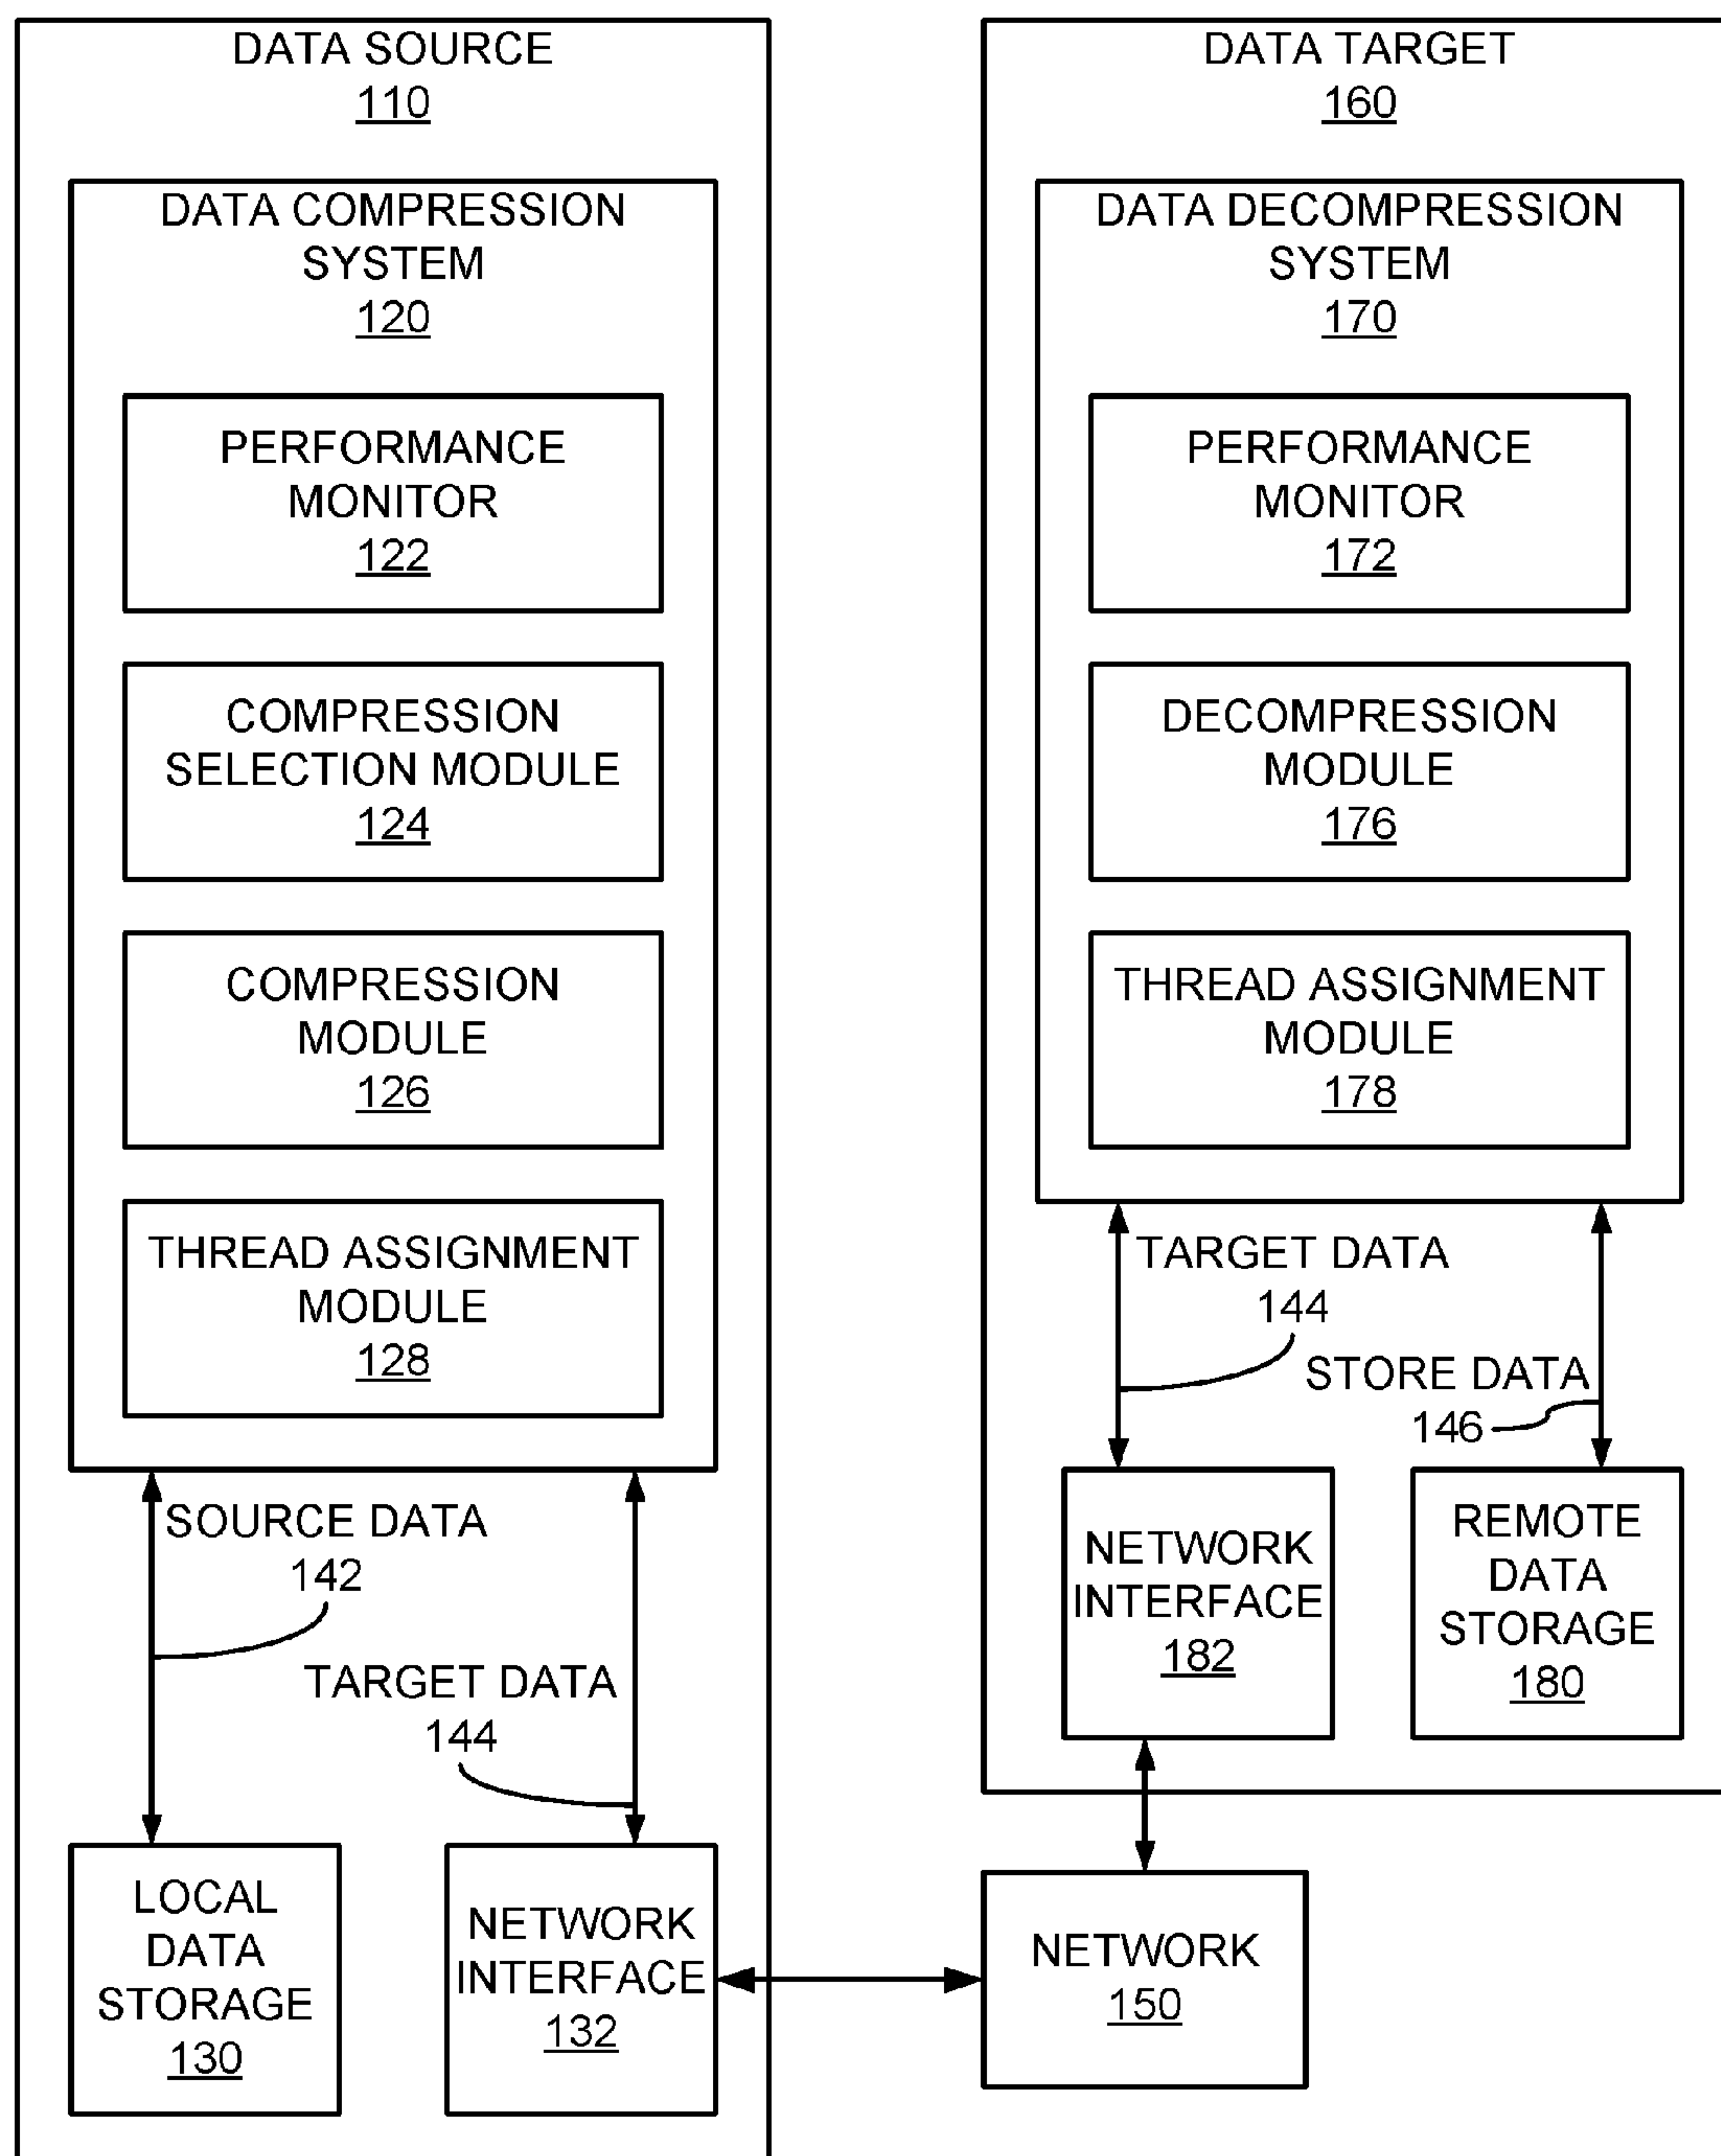 DATA SOURCE
110
DATA COMPRESSION
SYSTEM
120
PERFORMANCE
MONITOR
122
COMPRESSION
SELECTION MODULE
124
COMPRESSION
MODULE
126
THREAD ASSIGNMENT
MODULE
128
SOURCE DATA
142
TARGET DATA
144
LOCAL
DATA
STORAGE
130
NETWORK
INTERFACE
132
DATA TARGET
160
DATA DECOMPRESSION
SYSTEM
170
PERFORMANCE
MONITOR
172
DECOMPRESSION
MODULE
176
THREAD ASSIGNMENT
MODULE
178
TARGET DATA
144
STORE DATA
146
NETWORK
INTERFACE
182
REMOTE
DATA
STORAGE
180
NETWORK
150